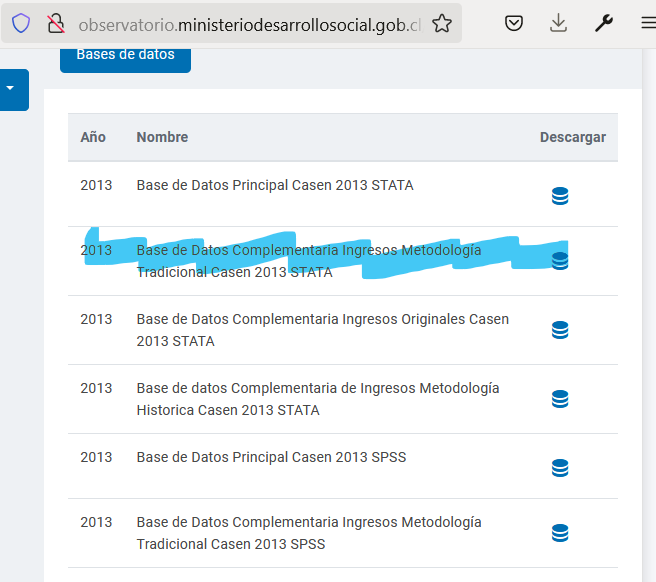 observatorio.ministeriodesarrollosocial.gob.cl
Bases de datos
Año Nombre Descargar
2013 Base de Datos Principal Casen 2013 STATA
2013 Base de Datos Complementaria Ingresos Metodología
Tradicional Casen 2013 STATA
2013 Base de Datos Complementaria Ingresos Originales Casen
2013 STATA
2013 Base de datos Complementaria de Ingresos Metodología
Historica Casen 2013 STATA
2013 Base de Datos Principal Casen 2013 SPSS
2013 Base de Datos Complementaria Ingresos Metodología
Tradicional Casen 2013 SPSS